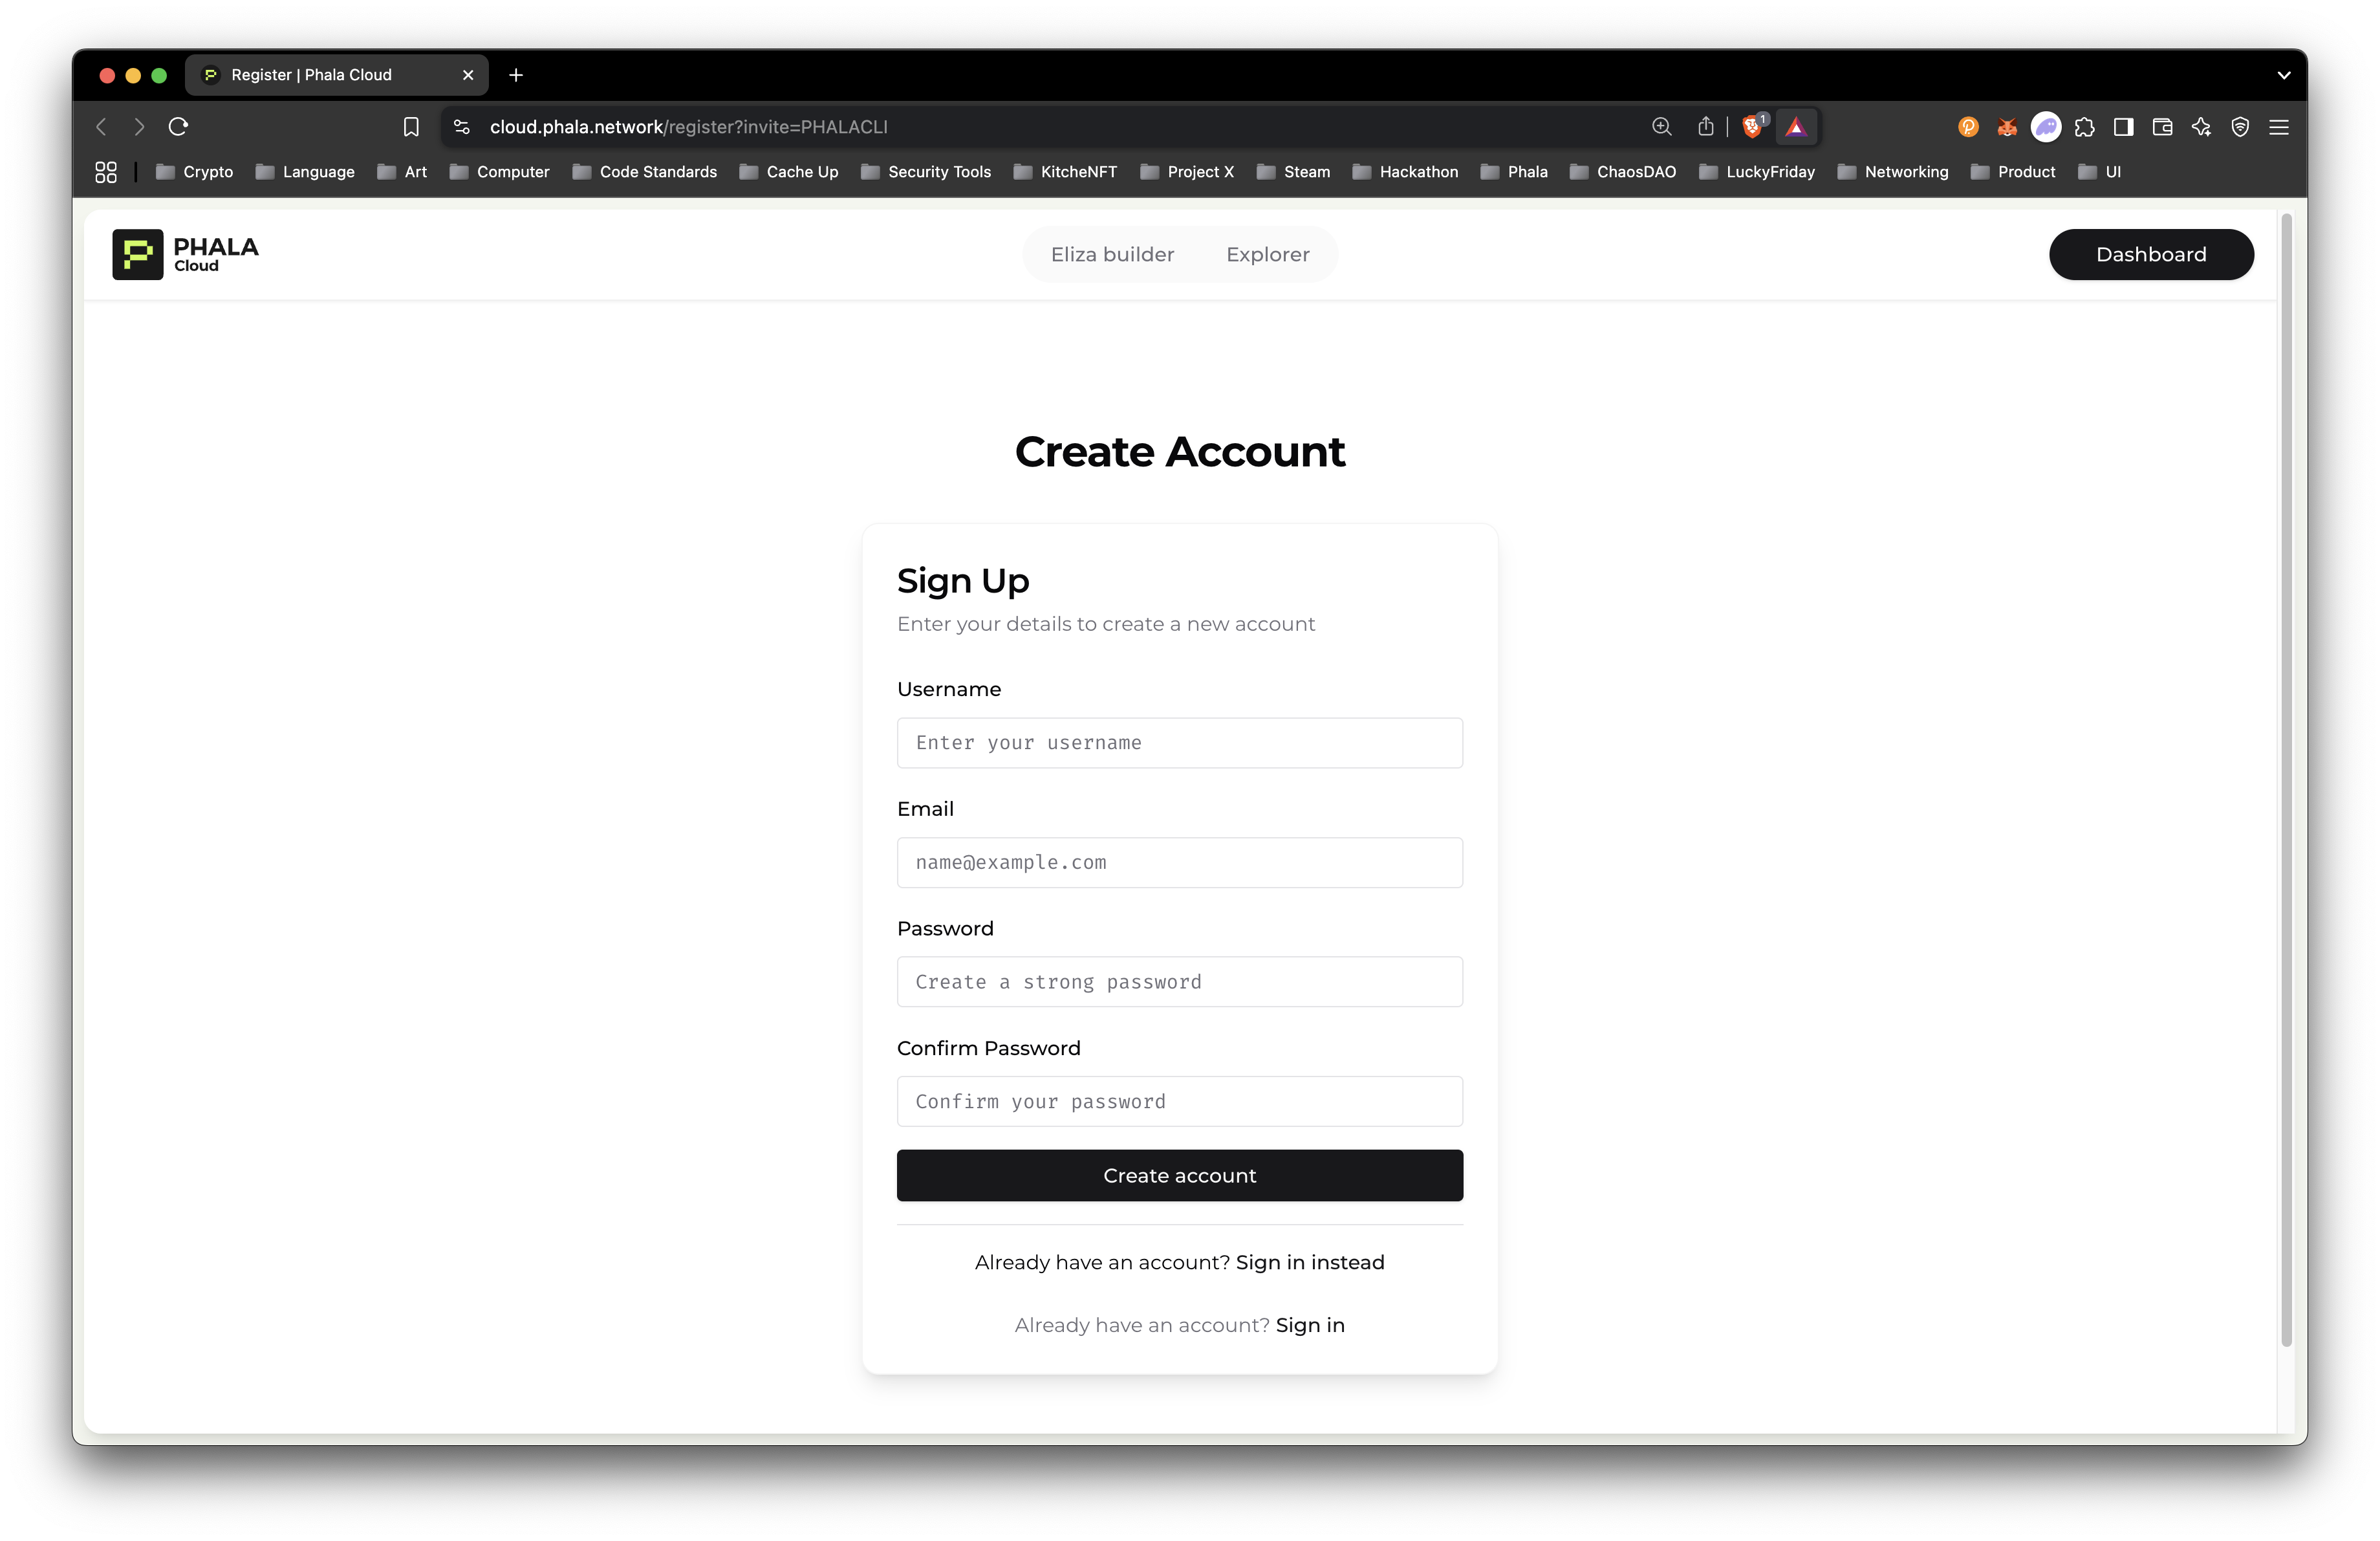 Register | Phala Cloud
cloud.phala.network/register?invite=PHALACLI
1
Crypto Language Art Computer Code Standards Cache Up Security Tools KitcheNFT Project X Steam Hackathon Phala ChaosDAO LuckyFriday Networking Product UI
PHALA
Cloud
Eliza builder Explorer
Dashboard
Create Account
Sign Up
Enter your details to create a new account
Username
Enter your username
Email
name@example.com
Password
Create a strong password
Confirm Password
Confirm your password
Create account
Already have an account? Sign in instead
Already have an account? Sign in